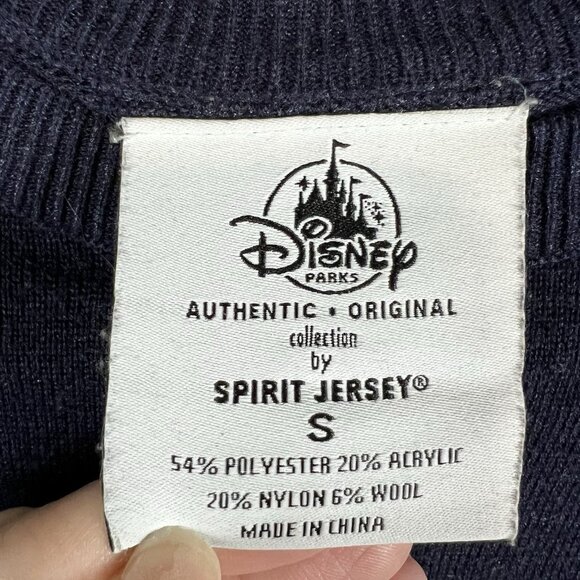 Disney
PARKS
AUTHENTIC • ORIGINAL
collection
by
SPIRIT JERSEY®
S
54% POLYESTER 20% ACRYLIC
20% NYLON 6% WOOL
MADE IN CHINA